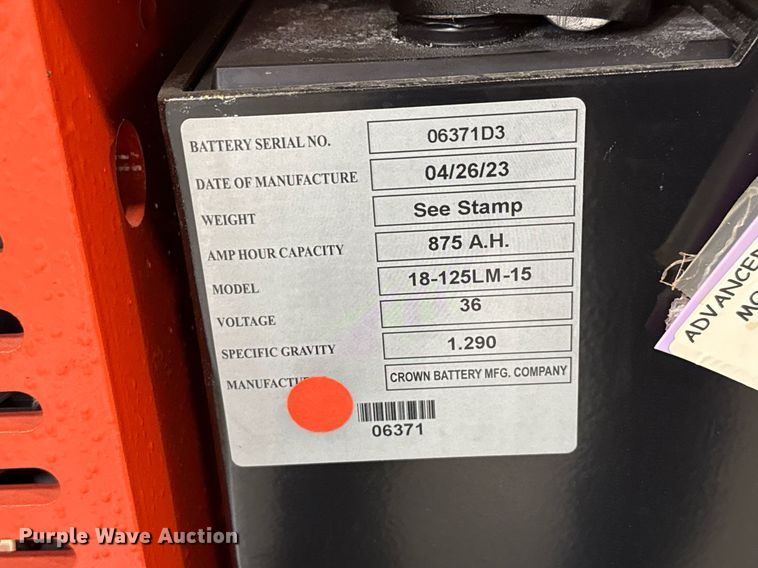 BATTERY SERIAL NO. 06371D3
DATE OF MANUFACTURE 04/26/23
WEIGHT See Stamp
AMP HOUR CAPACITY 875 A.H.
MODEL 18-125LM-15
VOLTAGE 36
SPECIFIC GRAVITY 1.290
CROWN BATTERY MFG. COMPANY
06371
ADVANCED
Purple Wave Auction